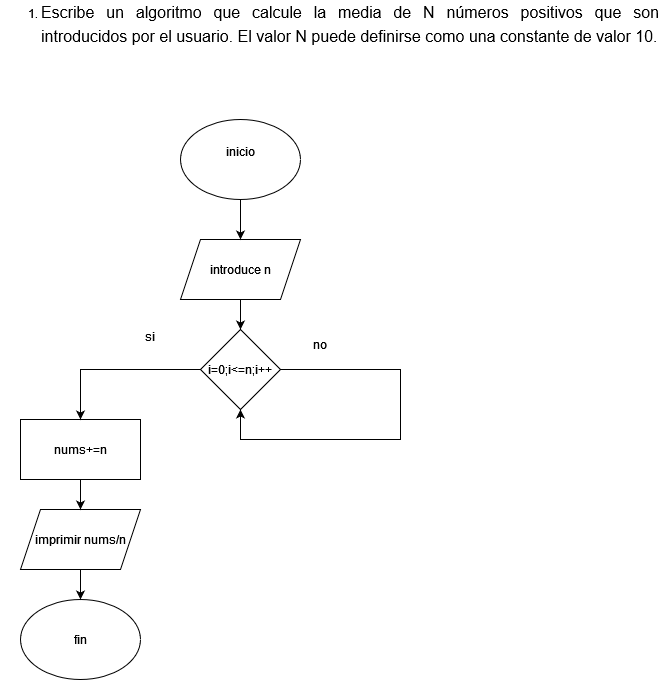 1. Escribe un algoritmo que calcule la media de N números positivos que son
introducidos por el usuario. El valor N puede definirse como una constante de valor 10.
inicio
introduce n
si
no
i=0;i<=n;i++
nums+=n
imprimir nums/n
fin